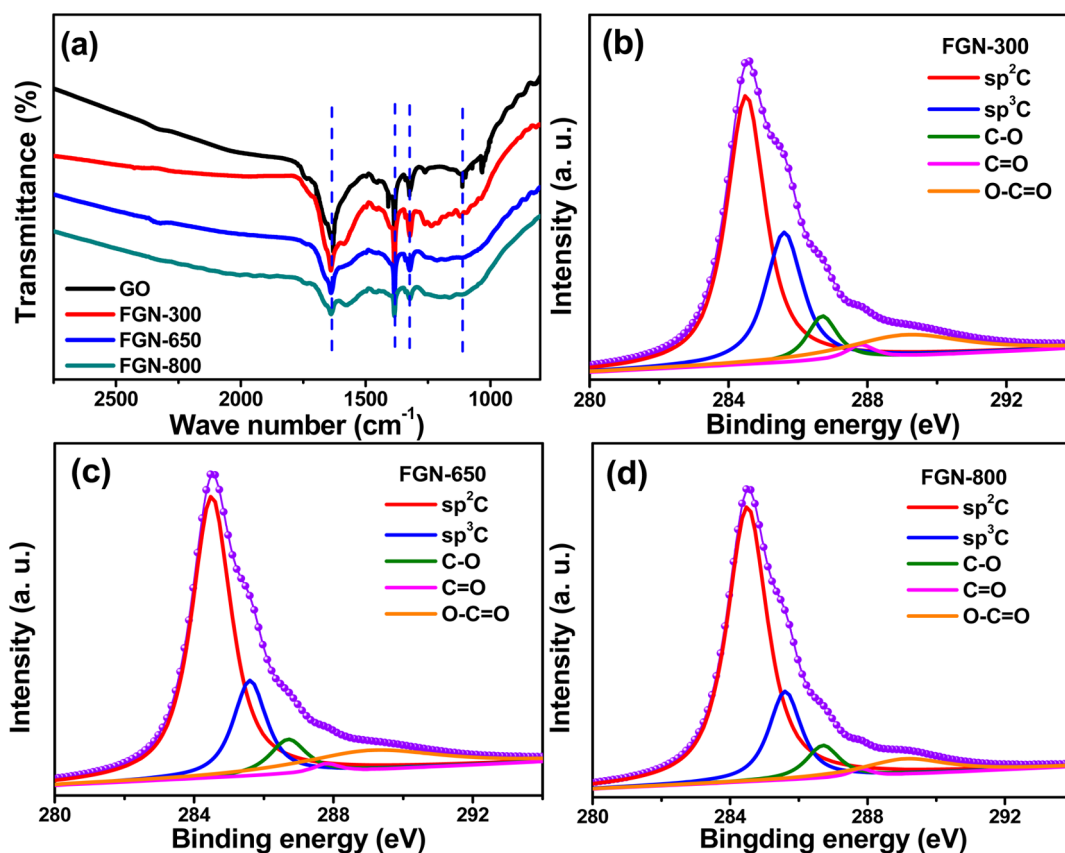 (a)
Transmittance (%)
GO
FGN-300
FGN-650
FGN-800
2500 2000 1500 1000
Wave number (cm⁻¹)
(b)
FGN-300
sp²C
sp³C
C-O
C=O
O-C=O
Intensity (a. u.)
280 284 288 292
Binding energy (eV)
(c)
FGN-650
sp²C
sp³C
C-O
C=O
O-C=O
Intensity (a. u.)
280 284 288 292
Binding energy (eV)
(d)
FGN-800
sp²C
sp³C
C-O
C=O
O-C=O
Intensity (a. u.)
280 284 288 292
Bingding energy (eV)